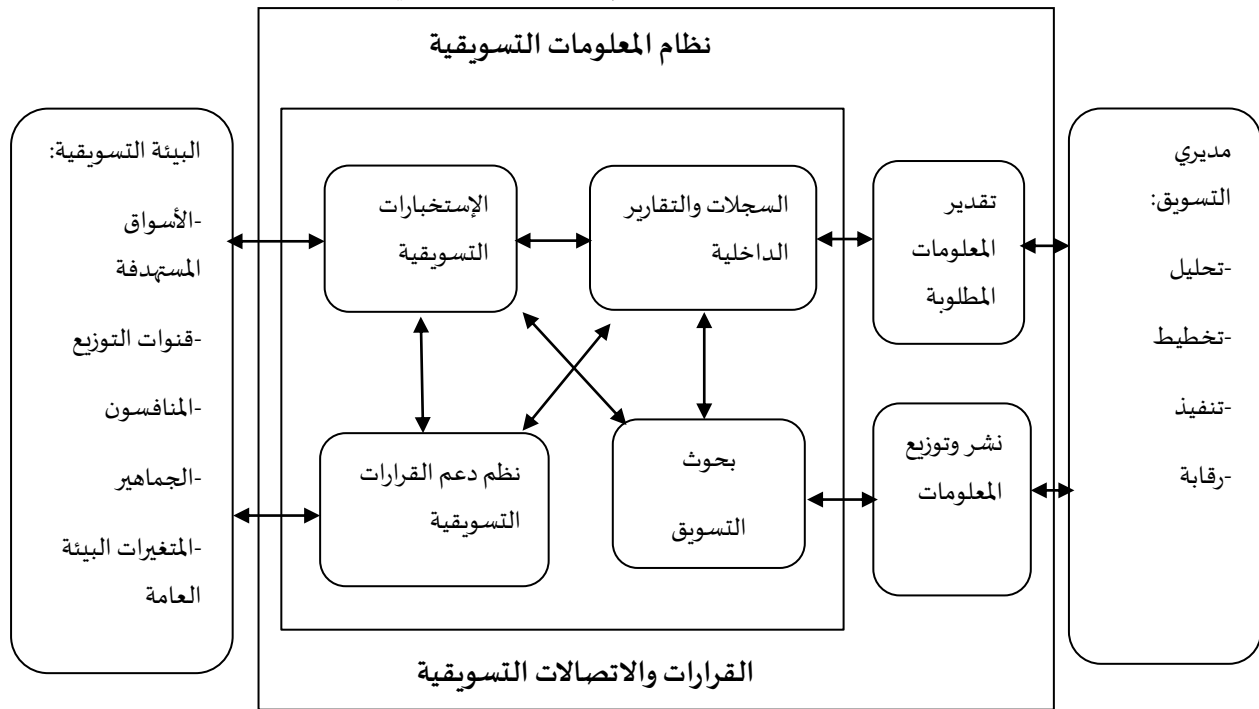 نظام المعلومات التسويقية
مديري
التسويق:
-تحليل
-تخطيط
-تنفيذ
-رقابة
تقدير
المعلومات
المطلوبة
نشر وتوزيع
المعلومات
السجلات والتقارير
الداخلية
الإستخبارات
التسويقية
بحوث
التسويق
نظم دعم القرارات
التسويقية
البيئة التسويقية:
-الأسواق
المستهدفة
-قنوات التوزيع
-المنافسون
-الجماهير
-المتغيرات البيئة
العامة
القرارات والاتصالات التسويقية